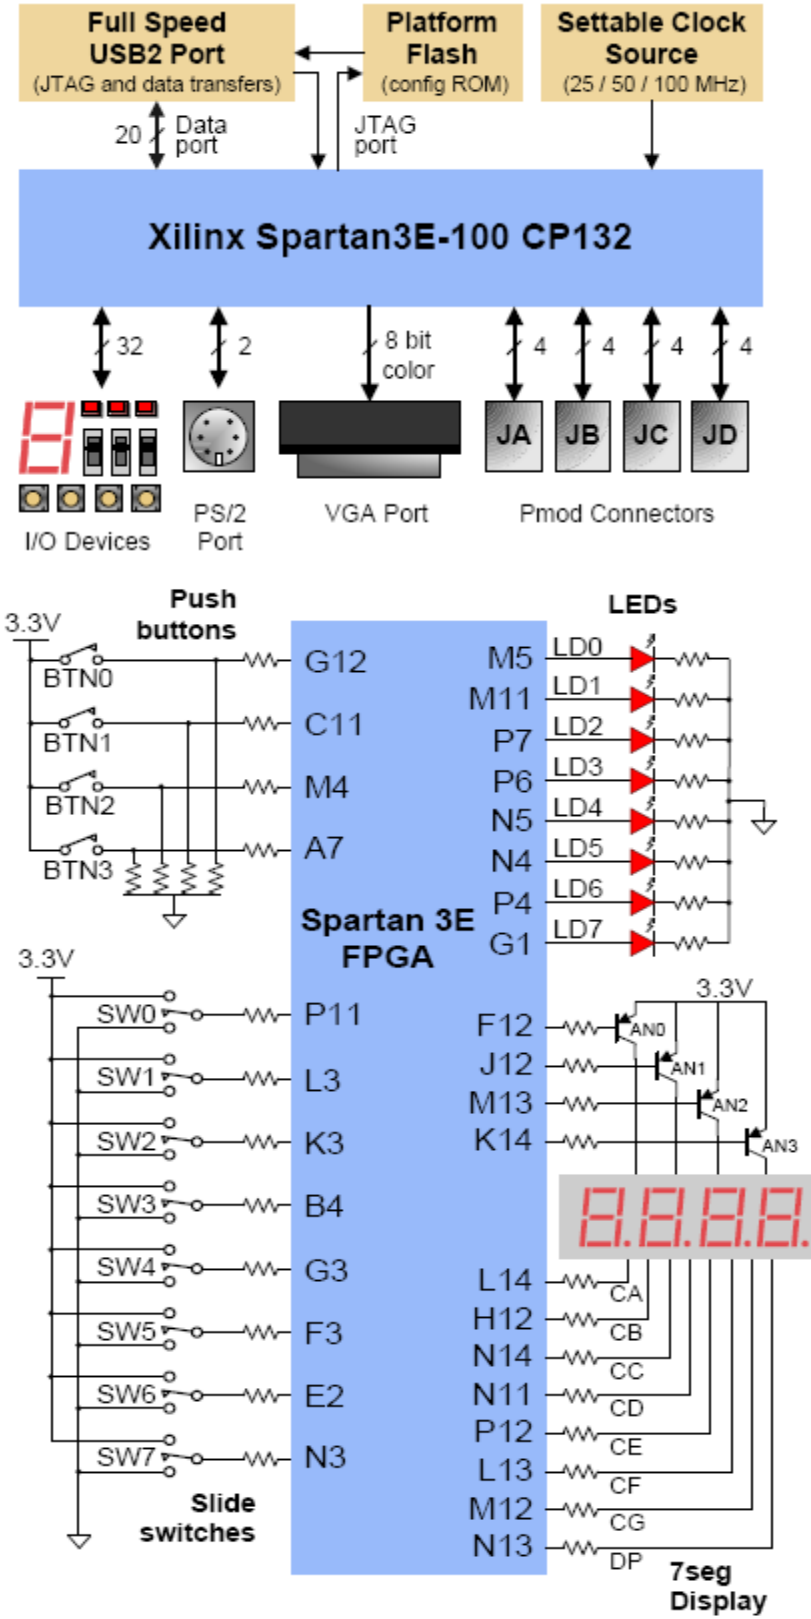 Full Speed
USB2 Port
(JTAG and data transfers)
Platform
Flash
(config ROM)
Settable Clock
Source
(25 / 50 / 100 MHz)
20
Data
port
JTAG
port
Xilinx Spartan3E-100 CP132
32
2
8 bit
color
4
4
4
4
JA
JB
JC
JD
I/O Devices
PS/2
Port
VGA Port
Pmod Connectors
Push
buttons
3.3V
BTN0
BTN1
BTN2
BTN3
G12
C11
M4
A7
LEDs
M5
LD0
M11
LD1
P7
LD2
P6
LD3
N5
LD4
N4
LD5
P4
LD6
G1
LD7
Spartan 3E
FPGA
3.3V
SW0
P11
SW1
L3
SW2
K3
SW3
B4
SW4
G3
SW5
F3
SW6
E2
SW7
N3
Slide
switches
3.3V
F12
AN0
J12
AN1
M13
AN2
K14
AN3
8.8.8.8.
L14
CA
H12
CB
N14
CC
N11
CD
P12
CE
L13
CF
M12
CG
N13
DP
7seg
Display